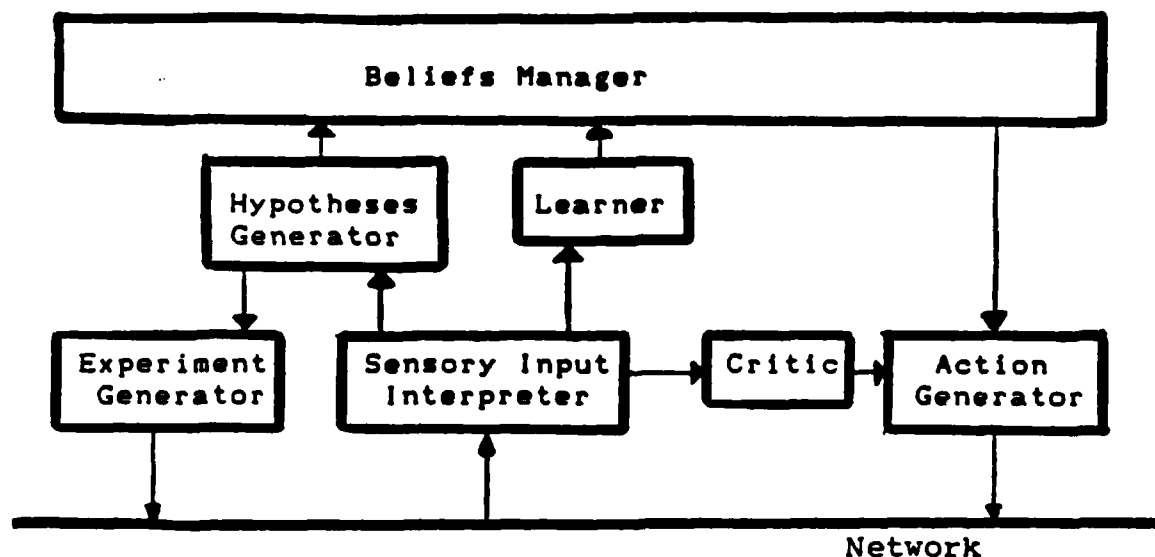 Beliefs Manager
Hypotheses
Generator
Learner
Experiment
Generator
Sensory Input
Interpreter
Critic
Action
Generator
Network